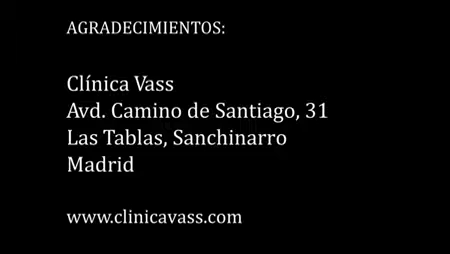 AGRADECIMIENTOS:
Clínica Vass
Avd. Camino de Santiago, 31
Las Tablas, Sanchinarro
Madrid
www.clinicavass.com